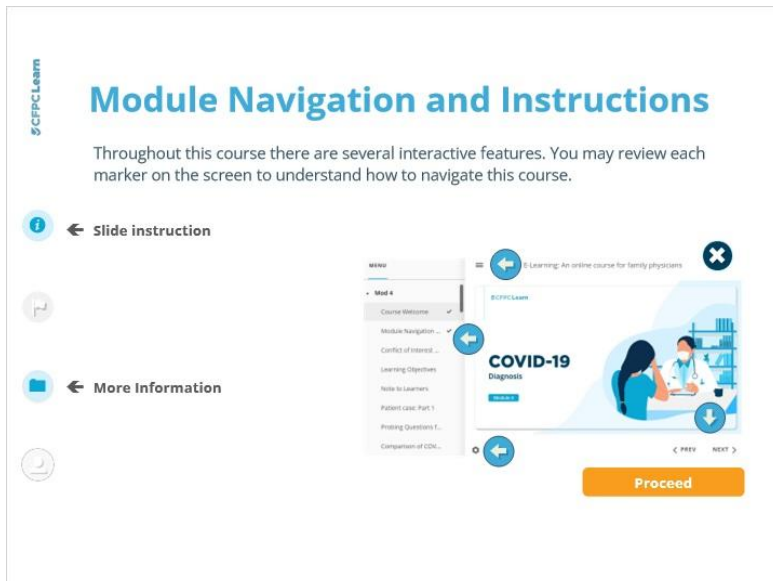 CFPCLearn
Module Navigation and Instructions
Throughout this course there are several interactive features. You may review each
marker on the screen to understand how to navigate this course.
Slide instruction
More Information
MENU
E-Learning: An online course for family physicians
Mod 4
Course Welcome
Module Navigation ...
Conflict of Interest ...
Learning Objectives
Note to Learners
Patient case: Part 1
Probing Questions f...
Comparison of COV...
CFPCLearn
COVID-19
Diagnosis
Module 4
PREV
NEXT
Proceed